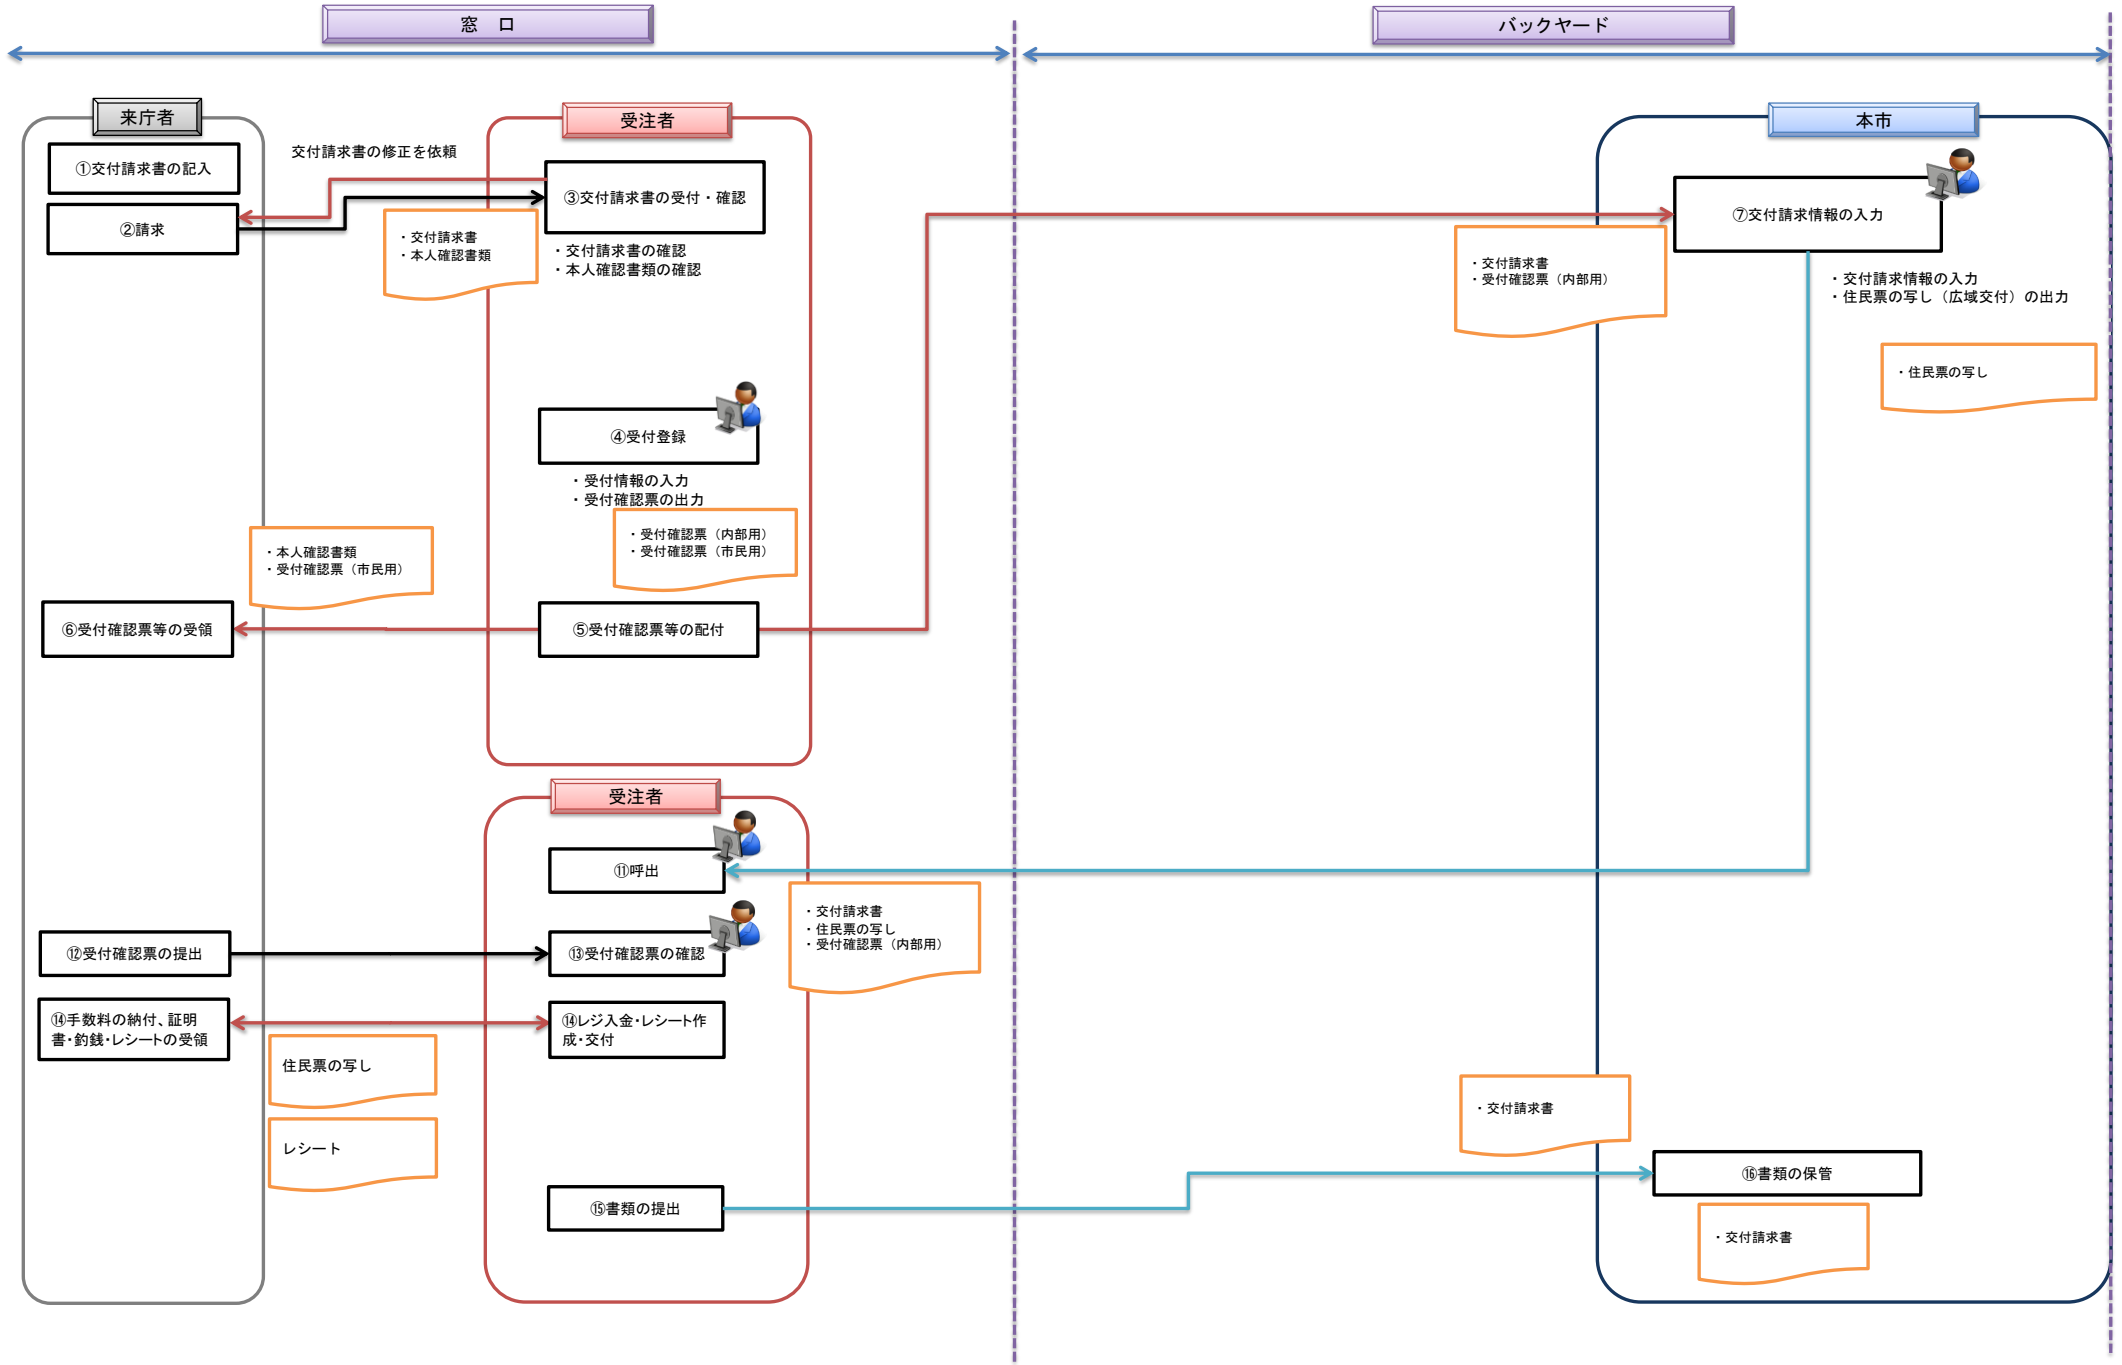 窓　口
バックヤード
来庁者
受注者
本市
①交付請求書の記入
交付請求書の修正を依頼
③交付請求書の受付・確認
②請求
・交付請求書
・本人確認書類
・交付請求書の確認
・本人確認書類の確認
⑦交付請求情報の入力
・交付請求書
・受付確認票（内部用）
・交付請求情報の入力
・住民票の写し（広域交付）の出力
・住民票の写し
④受付登録
・受付情報の入力
・受付確認票の出力
・受付確認票（内部用）
・受付確認票（市民用）
・本人確認書類
・受付確認票（市民用）
⑥受付確認票等の受領
⑤受付確認票等の配付
受注者
⑪呼出
・交付請求書
・住民票の写し
・受付確認票（内部用）
⑫受付確認票の提出
⑬受付確認票の確認
⑭手数料の納付、証明
書・釣銭・レシートの受領
⑭レジ入金・レシート作
成・交付
住民票の写し
レシート
・交付請求書
⑮書類の提出
⑯書類の保管
・交付請求書